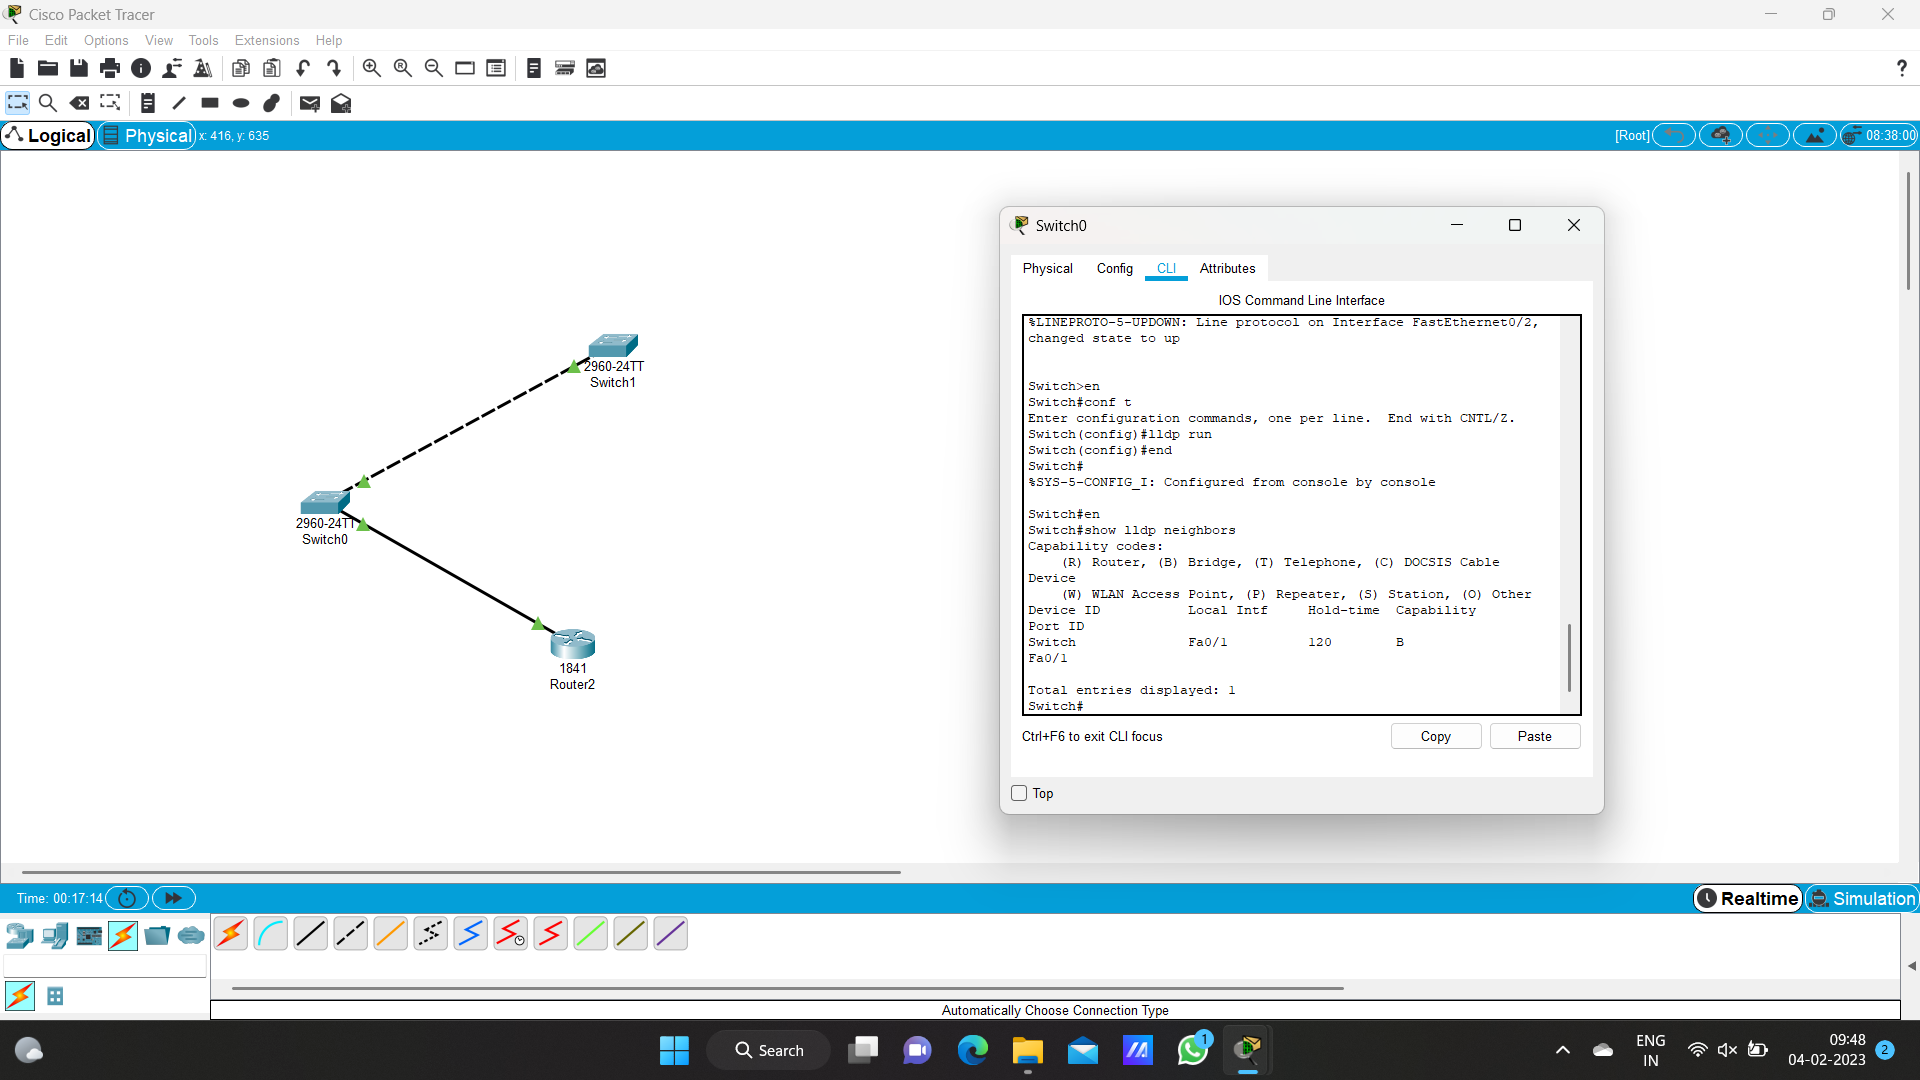 Cisco Packet Tracer
File Edit Options View Tools Extensions Help
?
Logical Physical x: 416, y: 635 [Root] 08:38:00
2960-24TT
Switch1
2960-24TT
Switch0
1841
Router2
Switch0
Physical Config CLI Attributes
IOS Command Line Interface
%LINEPROTO-5-UPDOWN: Line protocol on Interface FastEthernet0/2,
changed state to up
Switch>en
Switch#conf t
Enter configuration commands, one per line.  End with CNTL/Z.
Switch(config)#lldp run
Switch(config)#end
Switch#
%SYS-5-CONFIG_I: Configured from console by console
Switch#en
Switch#show lldp neighbors
Capability codes:
(R) Router, (B) Bridge, (T) Telephone, (C) DOCSIS Cable
Device
(W) WLAN Access Point, (P) Repeater, (S) Station, (O) Other
Device ID Local Intf Hold-time Capability
Port ID
Switch Fa0/1 120 B
Fa0/1
Total entries displayed: 1
Switch#
Ctrl+F6 to exit CLI focus Copy Paste
Top
Time: 00:17:14 Realtime Simulation
Automatically Choose Connection Type
Search 1 ENG
IN
09:48
04-02-2023 2